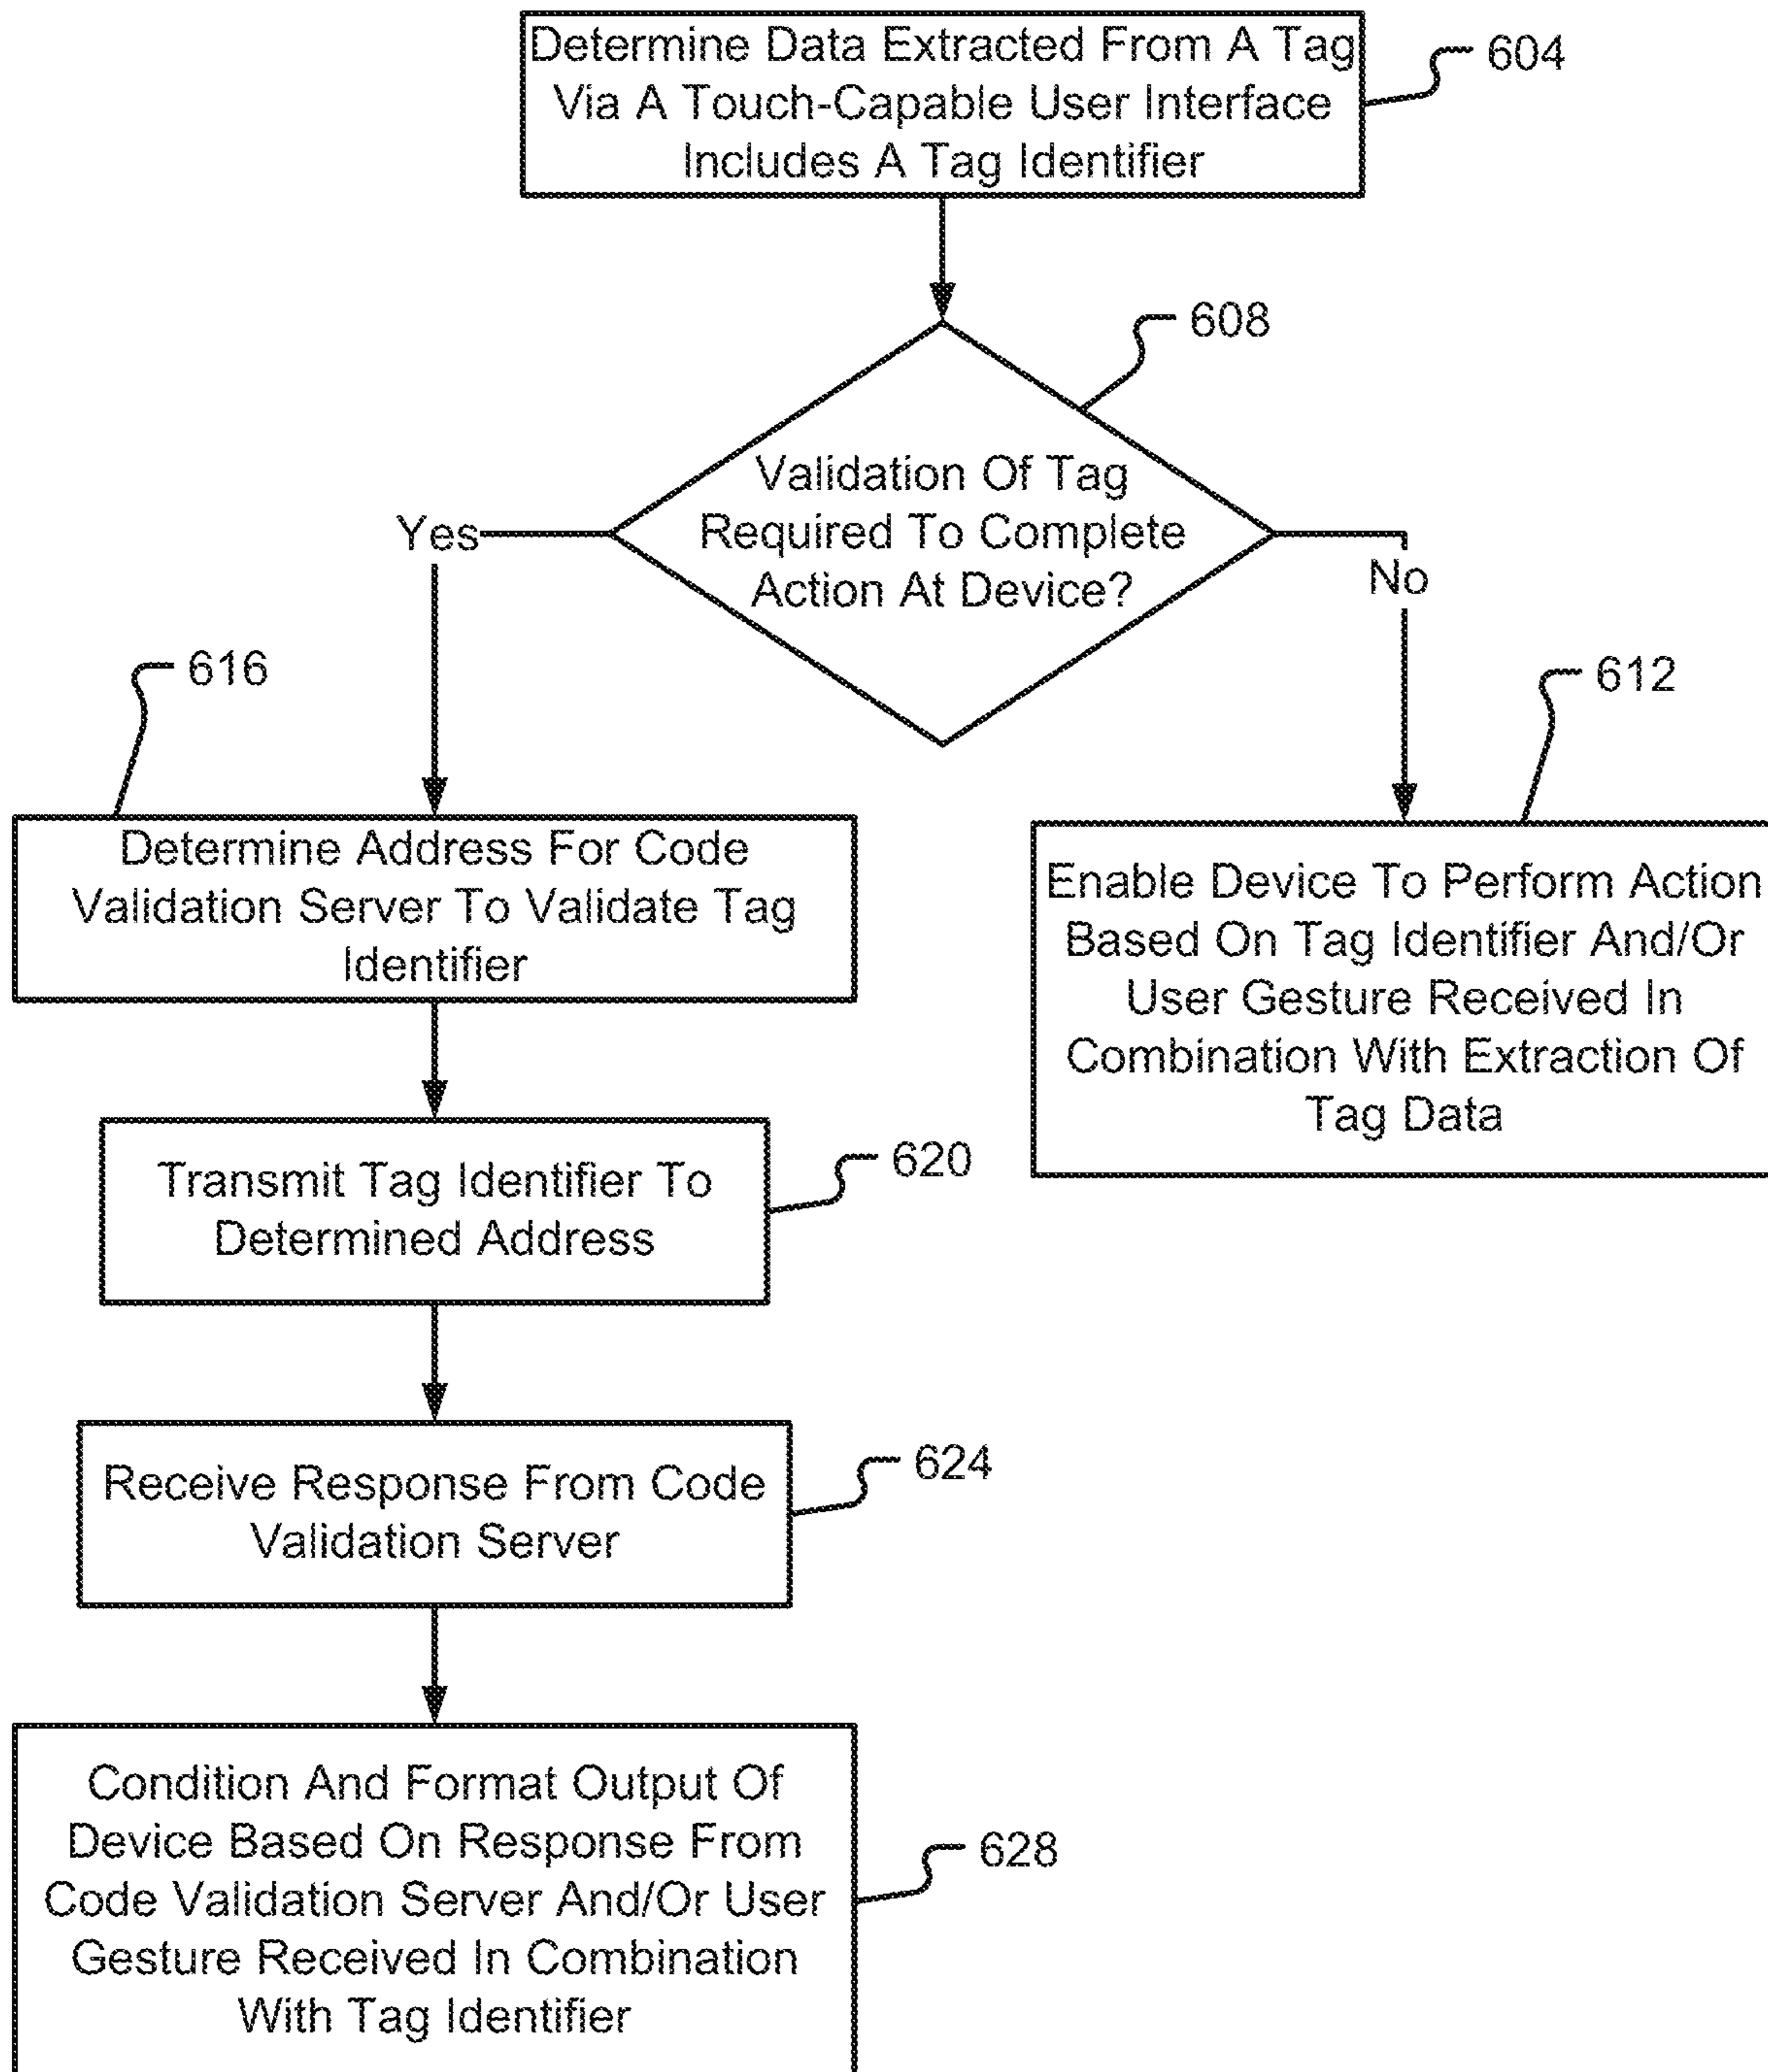 Determine Data Extracted From A Tag
Via A Touch-Capable User Interface
Includes A Tag Identifier
604
608
Validation Of Tag
Required To Complete
Action At Device?
Yes
No
616
612
Determine Address For Code
Validation Server To Validate Tag
Identifier
Enable Device To Perform Action
Based On Tag Identifier And/Or
User Gesture Received In
Combination With Extraction Of
Tag Data
Transmit Tag Identifier To
Determined Address
620
Receive Response From Code
Validation Server
624
Condition And Format Output Of
Device Based On Response From
Code Validation Server And/Or User
Gesture Received In Combination
With Tag Identifier
628